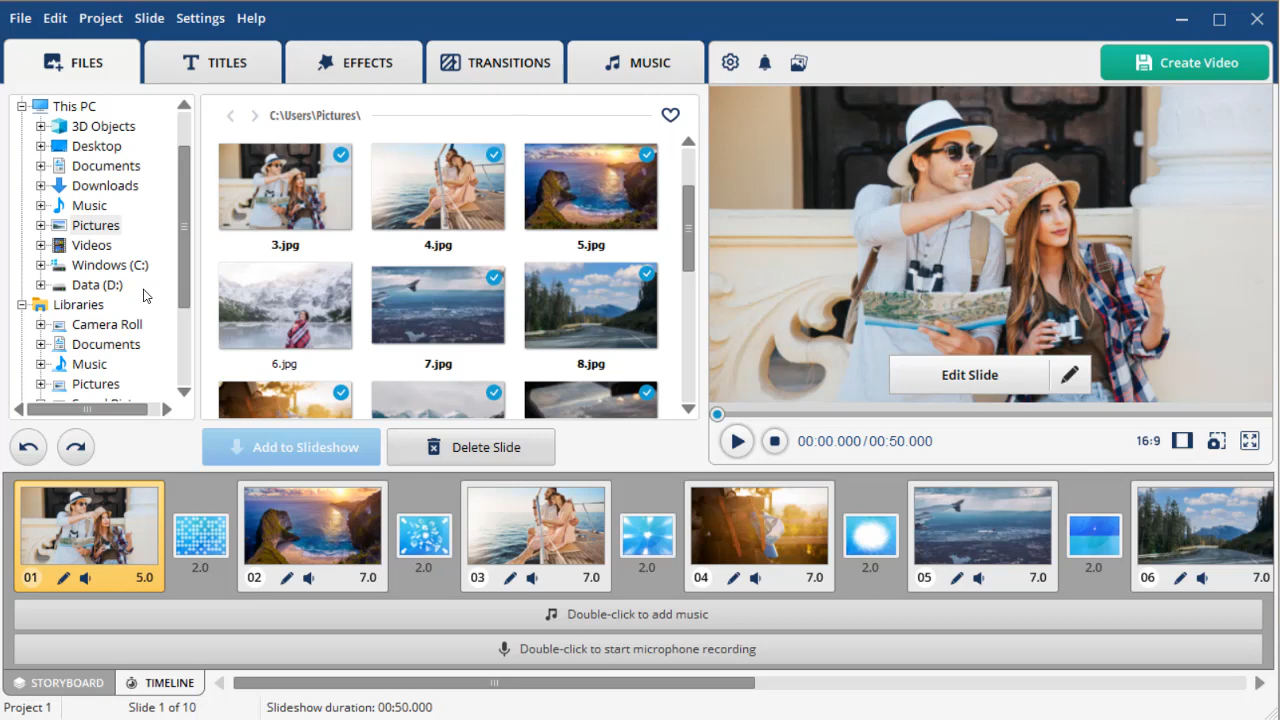 File Edit Project Slide Settings Help
FILES TITLES EFFECTS TRANSITIONS MUSIC Create Video
This PC
3D Objects
Desktop
Documents
Downloads
Music
Pictures
Videos
Windows (C:)
Data (D:)
Libraries
Camera Roll
Documents
Music
Pictures
C:\Users\Pictures\
3.jpg 4.jpg 5.jpg
6.jpg 7.jpg 8.jpg
Edit Slide
Add to Slideshow Delete Slide
00:00.000/00:50.000 16:9
01 5.0 2.0 02 7.0 2.0 03 7.0 2.0 04 7.0 2.0 05 7.0 2.0 06 7.0
Double-click to add music
Double-click to start microphone recording
STORYBOARD TIMELINE
Project 1 Slide 1 of 10 Slideshow duration: 00:50.000